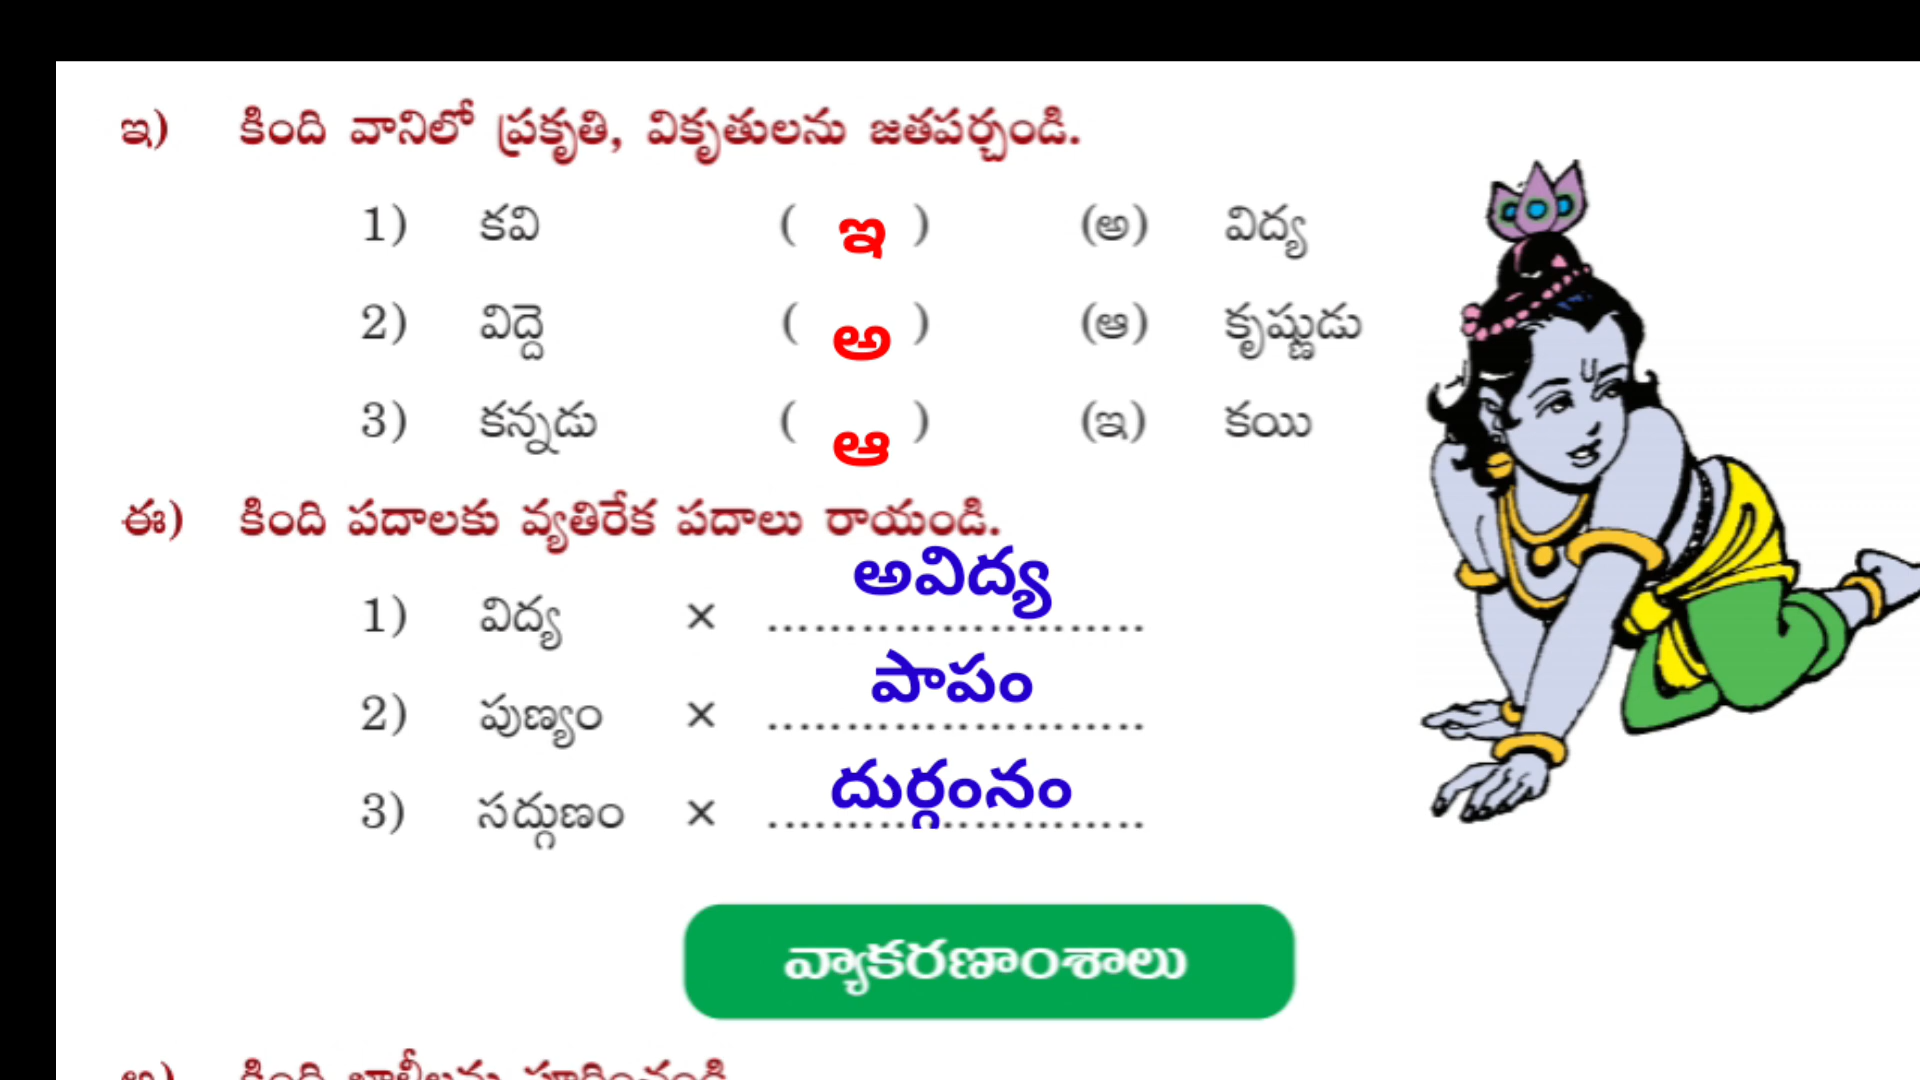 ఇ) కింది వానిలో ప్రకృతి, వికృతులను జతపర్చండి.
1) కవి ( ఇ ) (అ) విద్య
2) విద్దె ( అ ) (ఆ) కృష్ణుడు
3) కన్నడు ( ఆ ) (ఇ) కయి
ఈ) కింది పదాలకు వ్యతిరేక పదాలు రాయండి.
1) విద్య × అవిద్య ........................
2) పుణ్యం × పాపం ........................
3) సద్గుణం × దుర్గంనం ........................
వ్యాకరణాంశాలు
అ) కింది